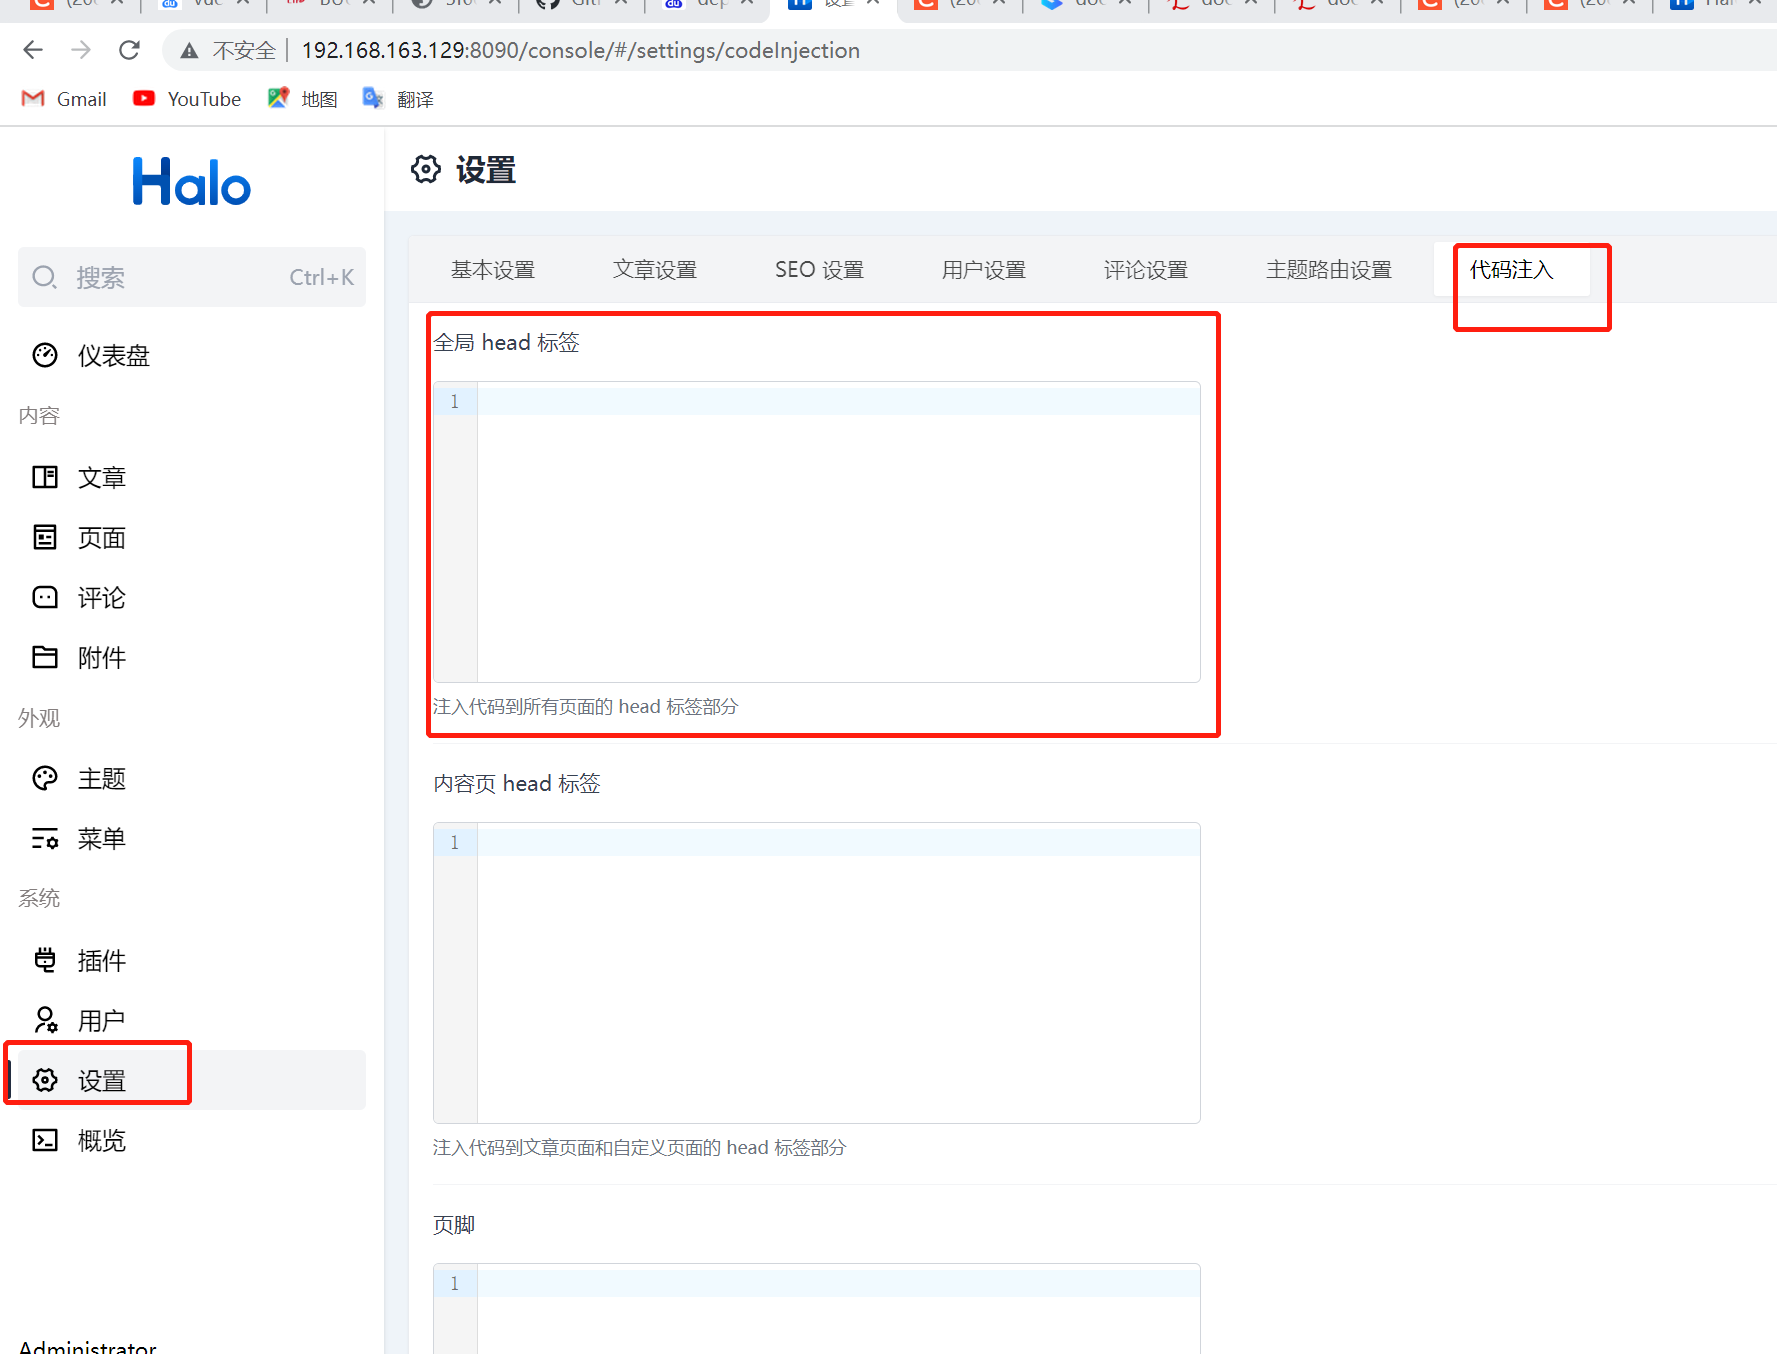 不安全 192.168.163.129:8090/console/#/settings/codeInjection
Gmail YouTube 地图 翻译
Halo
设置
搜索 Ctrl+K
基本设置 文章设置 SEO 设置 用户设置 评论设置 主题路由设置 代码注入
仪表盘
内容
文章
页面
评论
附件
外观
主题
菜单
系统
插件
用户
设置
概览
Administrator
全局 head 标签
1
注入代码到所有页面的 head 标签部分
内容页 head 标签
1
注入代码到文章页面和自定义页面的 head 标签部分
页脚
1